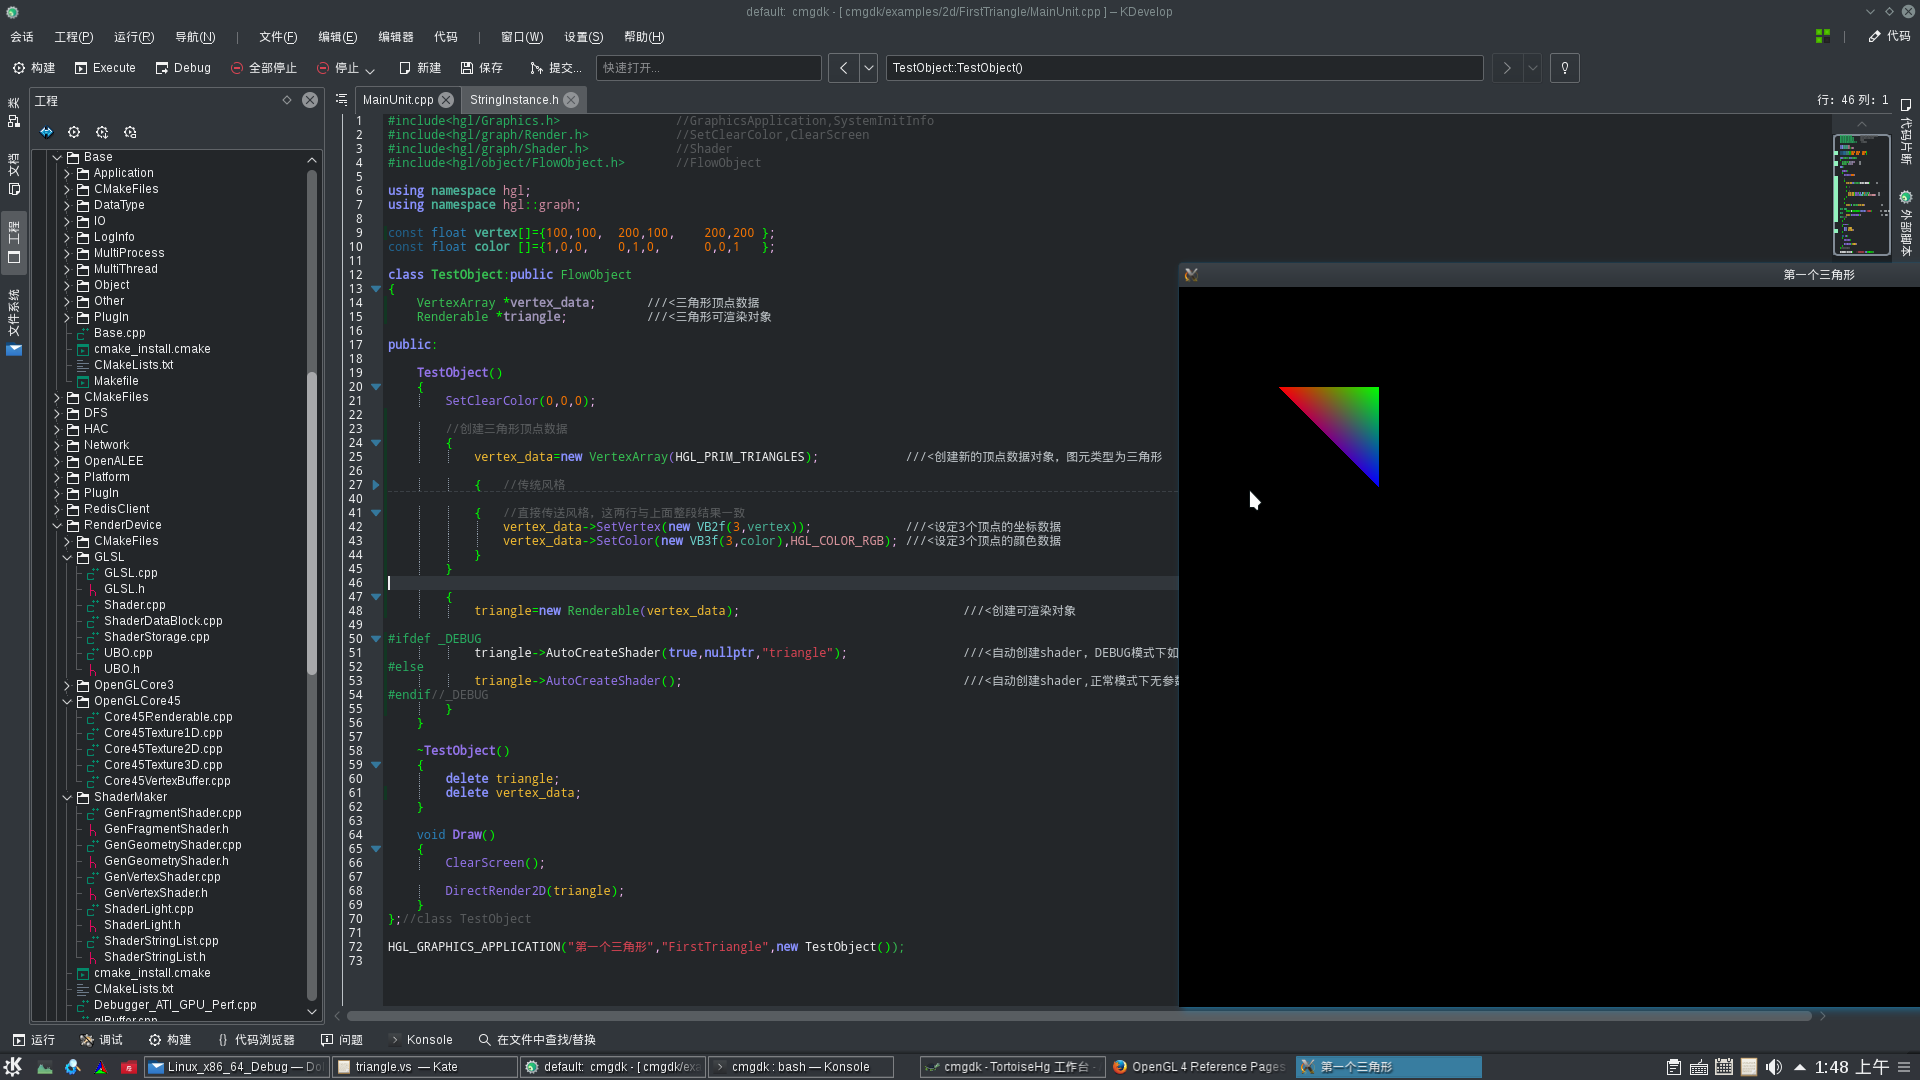 default:  cmgdk - [ cmgdk/examples/2d/FirstTriangle/MainUnit.cpp ] — KDevelop
会话 工程(P) 运行(R) 导航(N) | 文件(F) 编辑(E) 编辑器 代码 | 窗口(W) 设置(S) 帮助(H) | 代码
构建 Execute Debug 全部停止 停止 新建 保存 提交... 快速打开... TestObject::TestObject()
工程
MainUnit.cpp StringInstance.h
行: 46 列: 1
类
文档
工程
文件系统
代码片断
外部脚本
Base
Application
CMakeFiles
DataType
IO
LogInfo
MultiProcess
MultiThread
Object
Other
PlugIn
Base.cpp
cmake_install.cmake
CMakeLists.txt
Makefile
CMakeFiles
DFS
HAC
Network
OpenALEE
Platform
PlugIn
RedisClient
RenderDevice
CMakeFiles
GLSL
GLSL.cpp
GLSL.h
Shader.cpp
ShaderDataBlock.cpp
ShaderStorage.cpp
UBO.cpp
UBO.h
OpenGLCore3
OpenGLCore45
Core45Renderable.cpp
Core45Texture1D.cpp
Core45Texture2D.cpp
Core45Texture3D.cpp
Core45VertexBuffer.cpp
ShaderMaker
GenFragmentShader.cpp
GenFragmentShader.h
GenGeometryShader.cpp
GenGeometryShader.h
GenVertexShader.cpp
GenVertexShader.h
ShaderLight.cpp
ShaderLight.h
ShaderStringList.cpp
ShaderStringList.h
cmake_install.cmake
CMakeLists.txt
Debugger_ATI_GPU_Perf.cpp
glBuffer.cpp
1 #include<hgl/Graphics.h> //GraphicsApplication,SystemInitInfo
2 #include<hgl/graph/Render.h> //SetClearColor,ClearScreen
3 #include<hgl/graph/Shader.h> //Shader
4 #include<hgl/object/FlowObject.h> //FlowObject
5
6 using namespace hgl;
7 using namespace hgl::graph;
8
9 const float vertex[]={100,100, 200,100, 200,200 };
10 const float color []={1,0,0, 0,1,0, 0,0,1 };
11
12 class TestObject:public FlowObject
13 {
14 VertexArray *vertex_data; ///<三角形顶点数据
15 Renderable *triangle; ///<三角形可渲染对象
16
17 public:
18
19 TestObject()
20 {
21 SetClearColor(0,0,0);
22
23 //创建三角形顶点数据
24 {
25 vertex_data=new VertexArray(HGL_PRIM_TRIANGLES); ///<创建新的顶点数据对象, 图元类型为三角形
26
27 { //传统风格
40
41 { //直接传送风格, 这两行与上面整段结果一致
42 vertex_data->SetVertex(new VB2f(3,vertex)); ///<设定3个顶点的坐标数据
43 vertex_data->SetColor(new VB3f(3,color),HGL_COLOR_RGB); ///<设定3个顶点的颜色数据
44 }
45 }
46
47 {
48 triangle=new Renderable(vertex_data); ///<创建可渲染对象
49
50 #ifdef _DEBUG
51 triangle->AutoCreateShader(true,nullptr,"triangle"); ///<自动创建shader, DEBUG模式下如
52 #else
53 triangle->AutoCreateShader(); ///<自动创建shader,正常模式下无参数
54 #endif//_DEBUG
55 }
56 }
57
58 ~TestObject()
59 {
60 delete triangle;
61 delete vertex_data;
62 }
63
64 void Draw()
65 {
66 ClearScreen();
67
68 DirectRender2D(triangle);
69 }
70 };//class TestObject
71
72 HGL_GRAPHICS_APPLICATION("第一个三角形","FirstTriangle",new TestObject());
73
第一个三角形
运行 调试 构建 {} 代码浏览器 问题 Konsole 在文件中查找/替换
Linux_x86_64_Debug — Do triangle.vs — Kate default:  cmgdk - [ cmgdk/exa cmgdk : bash — Konsole cmgdk - TortoiseHg 工作台 OpenGL 4 Reference Pages 第一个三角形 1:48 上午